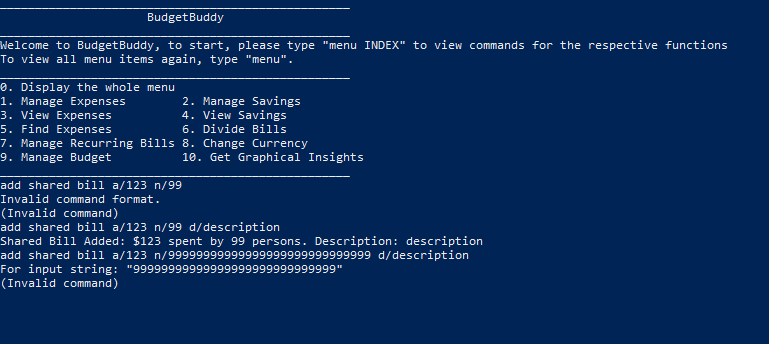 BudgetBuddy
Welcome to BudgetBuddy, to start, please type "menu INDEX" to view commands for the respective functions
To view all menu items again, type "menu".
0. Display the whole menu
1. Manage Expenses 2. Manage Savings
3. View Expenses 4. View Savings
5. Find Expenses 6. Divide Bills
7. Manage Recurring Bills 8. Change Currency
9. Manage Budget 10. Get Graphical Insights
add shared bill a/123 n/99
Invalid command format.
(Invalid command)
add shared bill a/123 n/99 d/description
Shared Bill Added: $123 spent by 99 persons. Description: description
add shared bill a/123 n/99999999999999999999999999999 d/description
For input string: "99999999999999999999999999999"
(Invalid command)